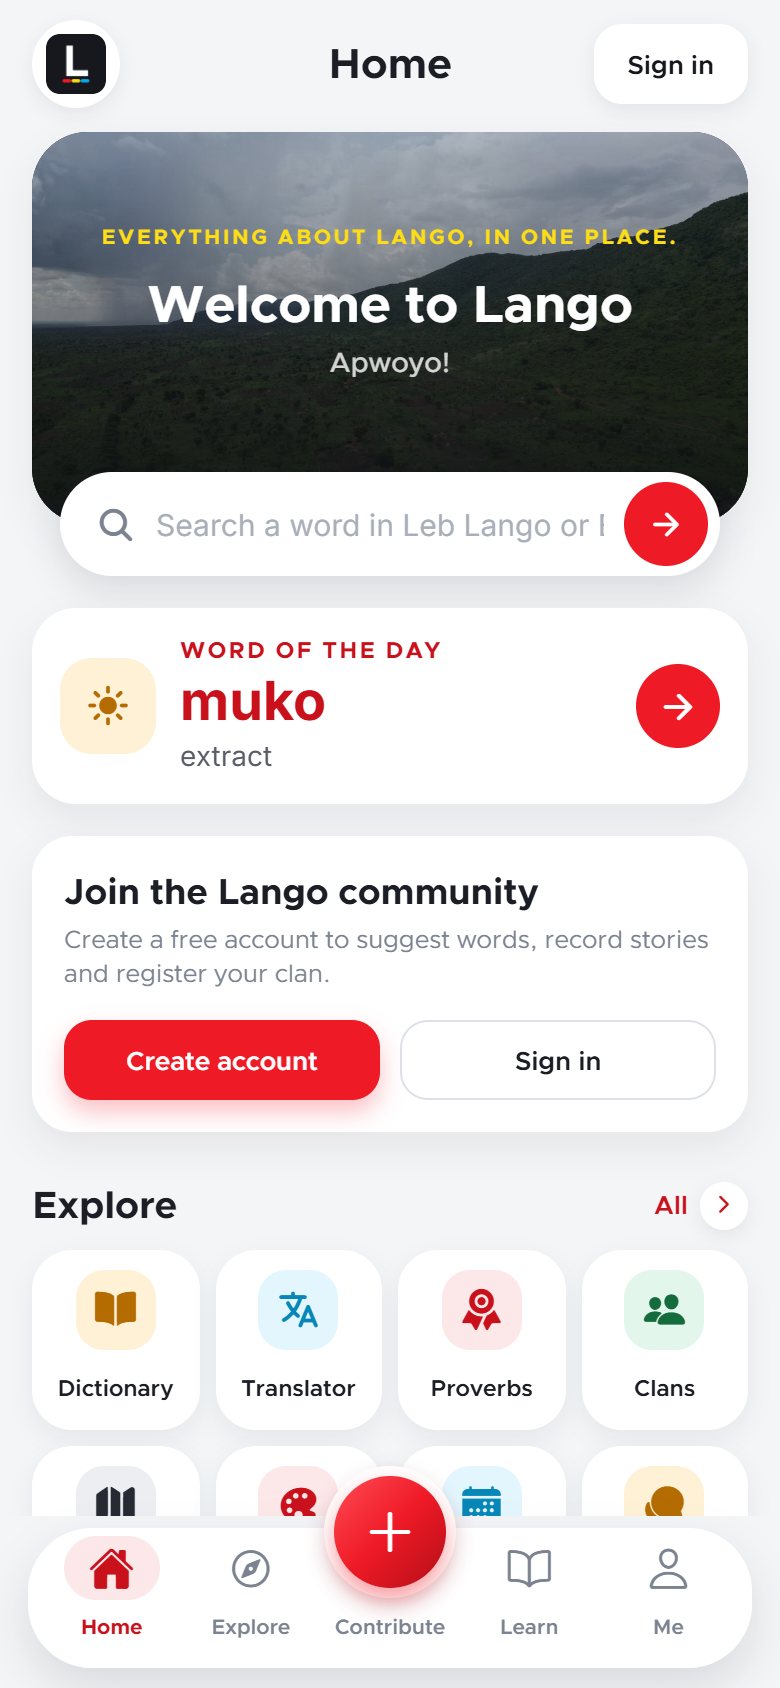 L
Home
Sign in
EVERYTHING ABOUT LANGO, IN ONE PLACE.
Welcome to Lango
Apwoyo!
Search a word in Leb Lango or
WORD OF THE DAY
muko
extract
Join the Lango community
Create a free account to suggest words, record stories
and register your clan.
Create account
Sign in
Explore
All
Dictionary
Translator
Proverbs
Clans
Home
Explore
Contribute
Learn
Me